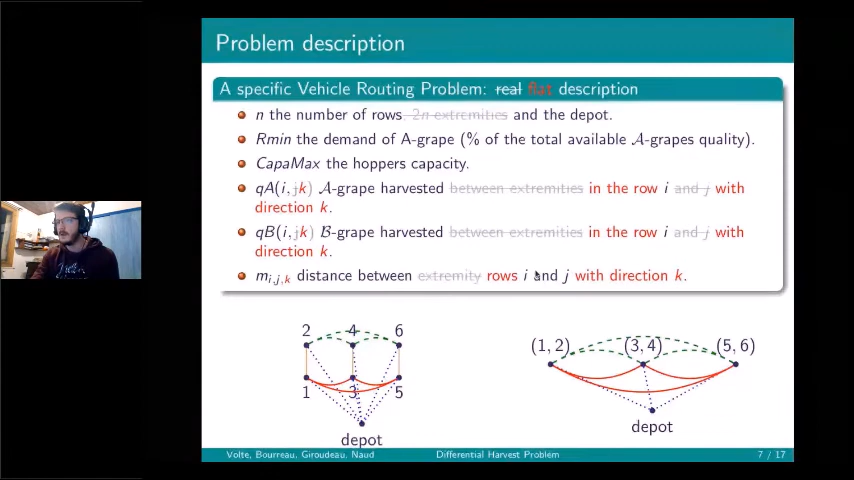 Problem description
A specific Vehicle Routing Problem: real flat description
n the number of rows, 2n extremities and the depot.
Rmin the demand of A-grape (% of the total available A-grapes quality).
CapaMax the hoppers capacity.
qA(i,jk) A-grape harvested between extremities in the row i and j with
direction k.
qB(i,jk) B-grape harvested between extremities in the row i and j with
direction k.
m_{i,j,k} distance between extremity rows i and j with direction k.
2 4 6
1 3 5
depot
(1, 2) (3, 4) (5, 6)
depot
Volte, Bourreau, Giroudeau, Naud Differential Harvest Problem 7 / 17